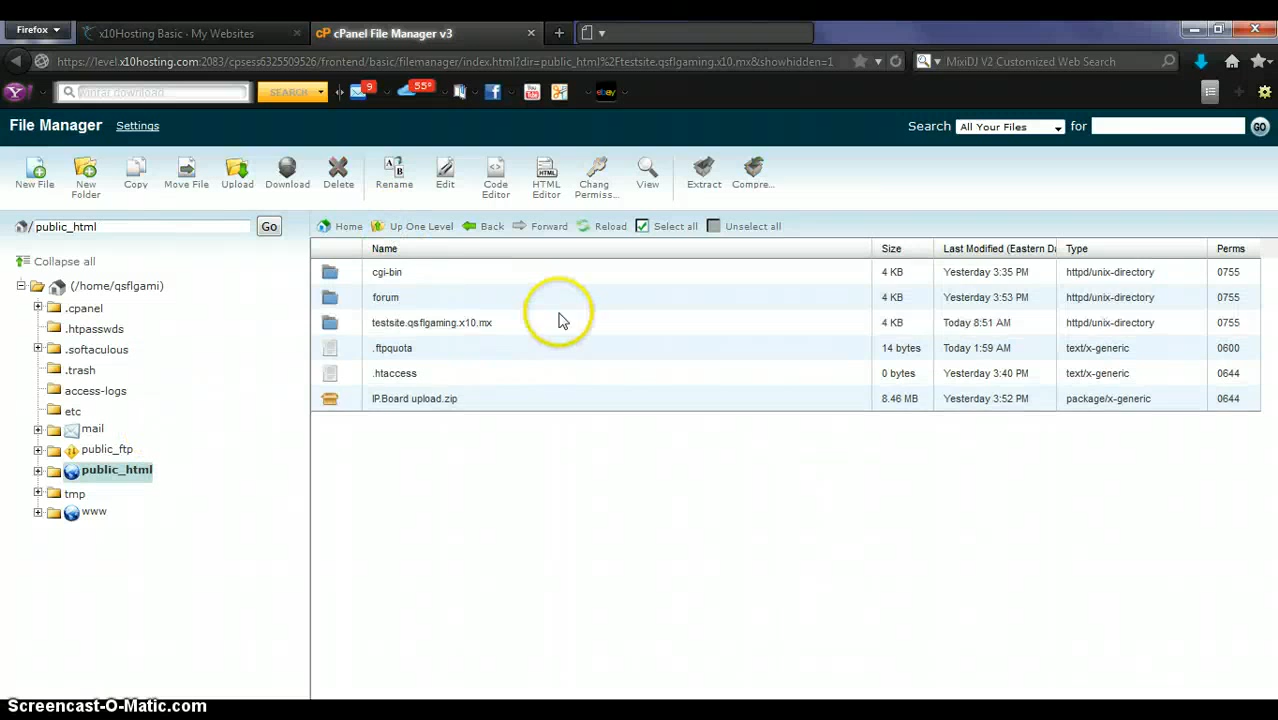 Firefox
x10Hosting Basic - My Websites
cPanel File Manager v3
https://level.x10hosting.com:2083/cpsess6325509526/frontend/basic/filemanager/index.html?dir=public_html%2Ftestsite.qsflgaming.x10.mx&showhidden=1
MixiDJ V2 Customized Web Search
winrar download
SEARCH
9
55°
You Tube
ebay
File Manager
Settings
Search All Your Files for
GO
New File
New Folder
Copy
Move File
Upload
Download
Delete
Rename
Edit
Code Editor
HTML Editor
Chang Permiss...
View
Extract
Compre...
/ public_html Go
Home Up One Level Back Forward Reload Select all Unselect all
Collapse all
(/home/qsflgami)
.cpanel
.htpasswds
.softaculous
.trash
access-logs
etc
mail
public_ftp
public_html
tmp
www
Name Size Last Modified (Eastern Da Type Perms
cgi-bin 4 KB Yesterday 3:35 PM httpd/unix-directory 0755
forum 4 KB Yesterday 3:53 PM httpd/unix-directory 0755
testsite.qsflgaming.x10.mx 4 KB Today 8:51 AM httpd/unix-directory 0755
.ftpquota 14 bytes Today 1:59 AM text/x-generic 0600
.htaccess 0 bytes Yesterday 3:40 PM text/x-generic 0644
IP.Board upload.zip 8.46 MB Yesterday 3:52 PM package/x-generic 0644
Screencast-O-Matic.com